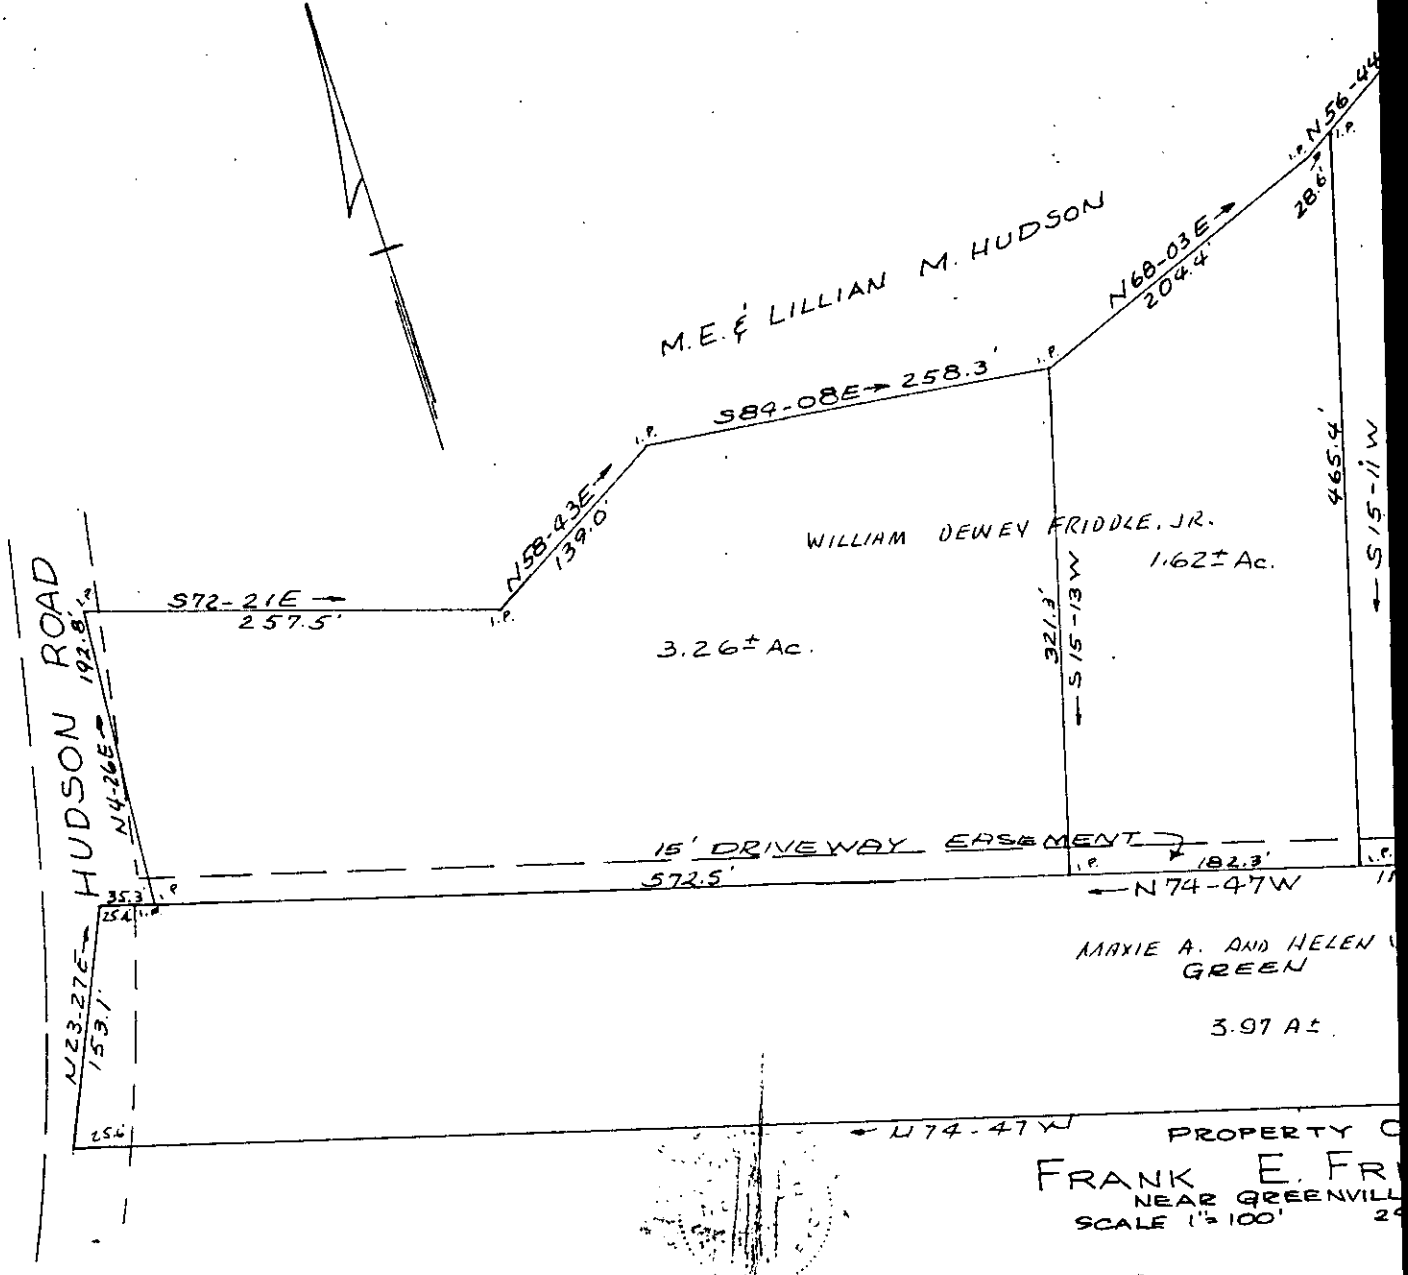 N56-44
I.P.
I.P.
28.6'
M.E. & LILLIAN M. HUDSON
N68-03E
204.4'
I.P.
S84-08E 258.3'
I.P.
N58-43E
139.0'
465.4'
S15-11W
WILLIAM DEWEY FRIDDLE, JR.
1.62± Ac.
S72-21E
257.5'
I.P.
3.26± Ac.
321.3'
S15-13W
HUDSON ROAD
192.8'
N4-26E
15' DRIVEWAY EASEMENT
572.5'
I.P.
182.3'
I.P.
N74-47W
35.3'
I.P.
25.4
I.P.
MAXIE A. AND HELEN
GREEN
3.97 A±
N23-27E
153.1'
25.6
N74-47W
PROPERTY
FRANK E. FRI
NEAR GREENVILL
SCALE 1"=100'